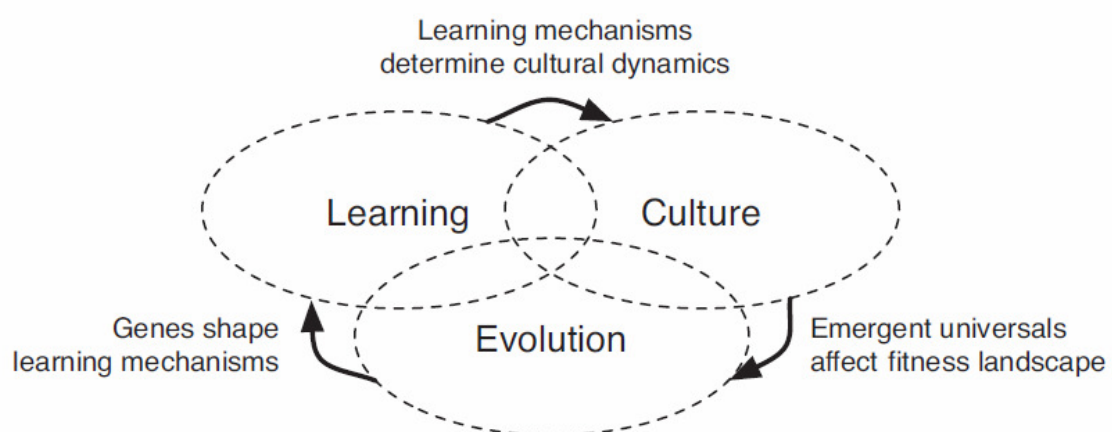 Learning mechanisms
determine cultural dynamics
Learning
Culture
Genes shape
learning mechanisms
Evolution
Emergent universals
affect fitness landscape